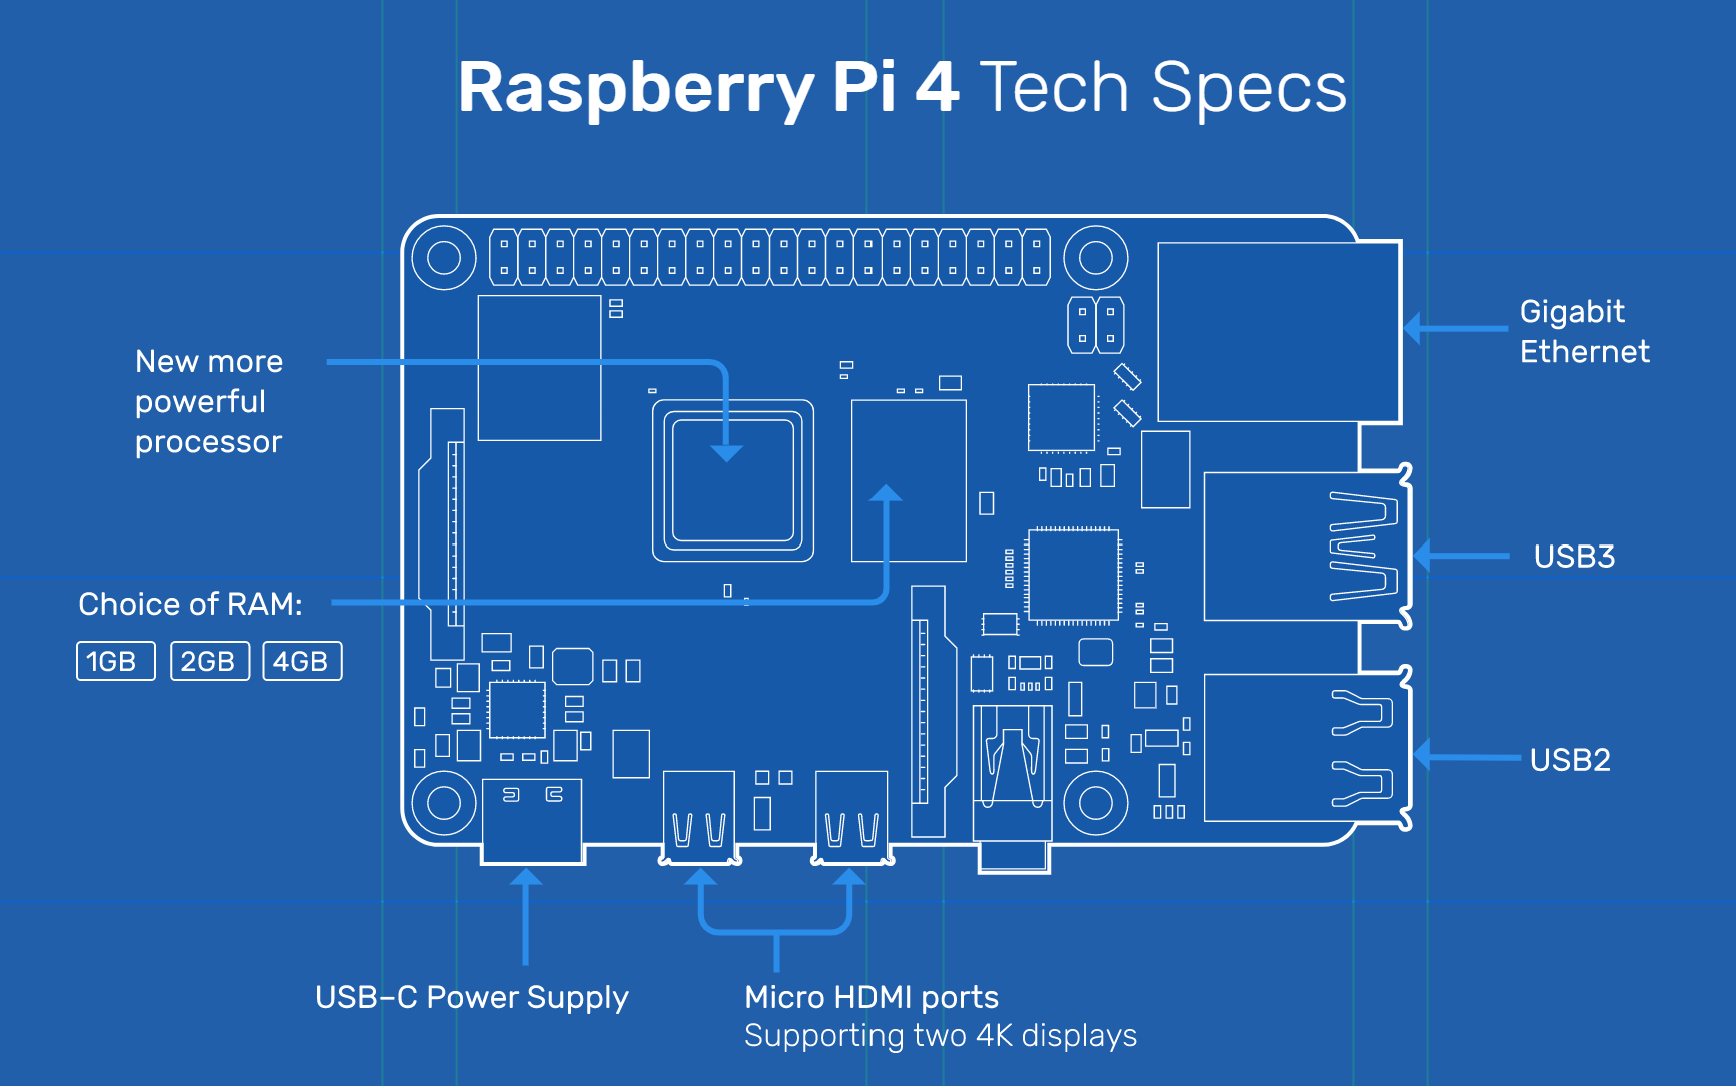 Raspberry Pi 4 Tech Specs
New more
powerful
processor
Gigabit
Ethernet
USB3
Choice of RAM:
1GB 2GB 4GB
USB2
USB-C Power Supply
Micro HDMI ports
Supporting two 4K displays